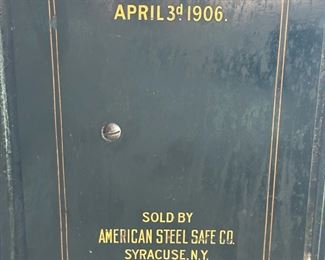 APRIL 3d 1906.
SOLD BY
AMERICAN STEEL SAFE CO.
SYRACUSE, N.Y.